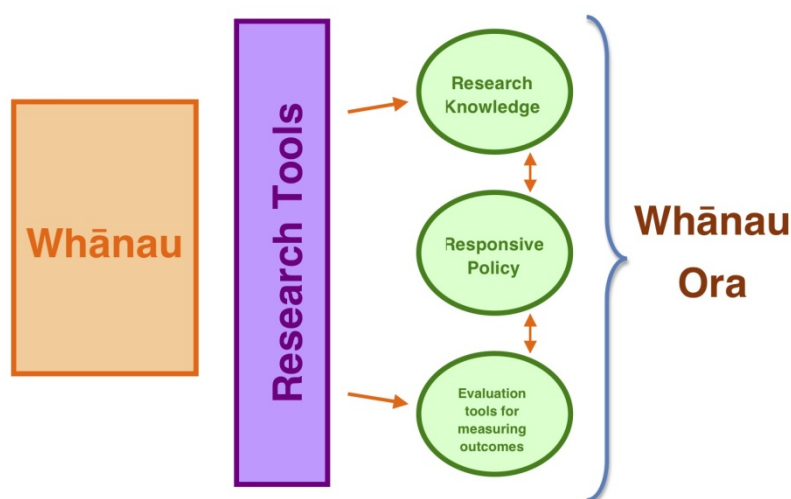 Whānau
Research Tools
Research
Knowledge
Responsive
Policy
Evaluation
tools for
measuring
outcomes
Whānau
Ora